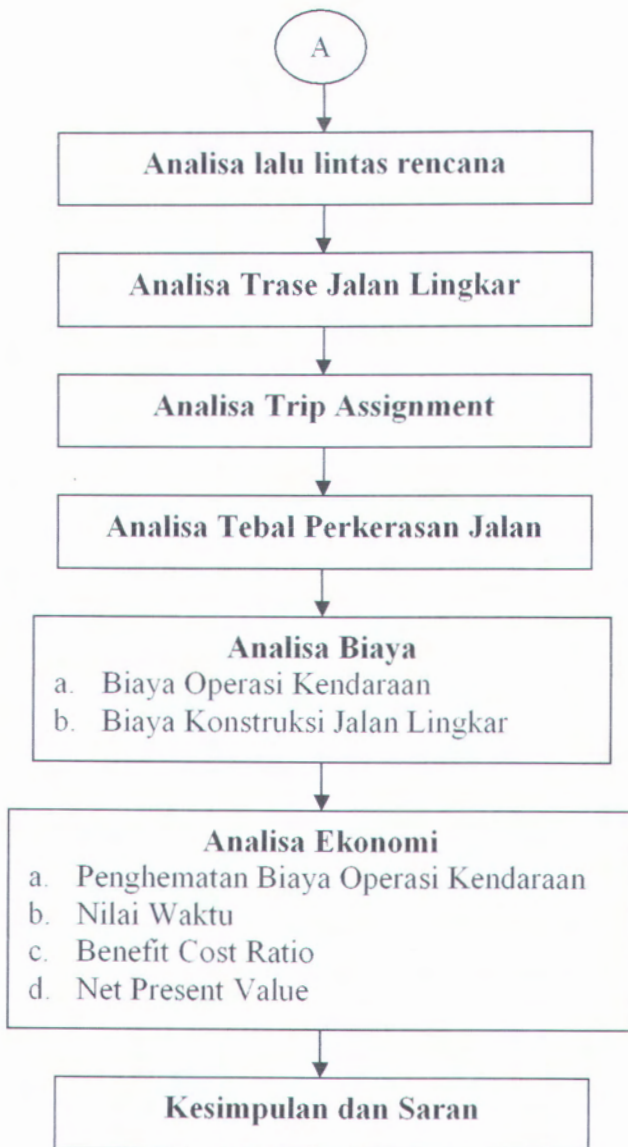 A
Analisa lalu lintas rencana
Analisa Trase Jalan Lingkar
Analisa Trip Assignment
Analisa Tebal Perkerasan Jalan
Analisa Biaya
a. Biaya Operasi Kendaraan
b. Biaya Konstruksi Jalan Lingkar
Analisa Ekonomi
a. Penghematan Biaya Operasi Kendaraan
b. Nilai Waktu
c. Benefit Cost Ratio
d. Net Present Value
Kesimpulan dan Saran